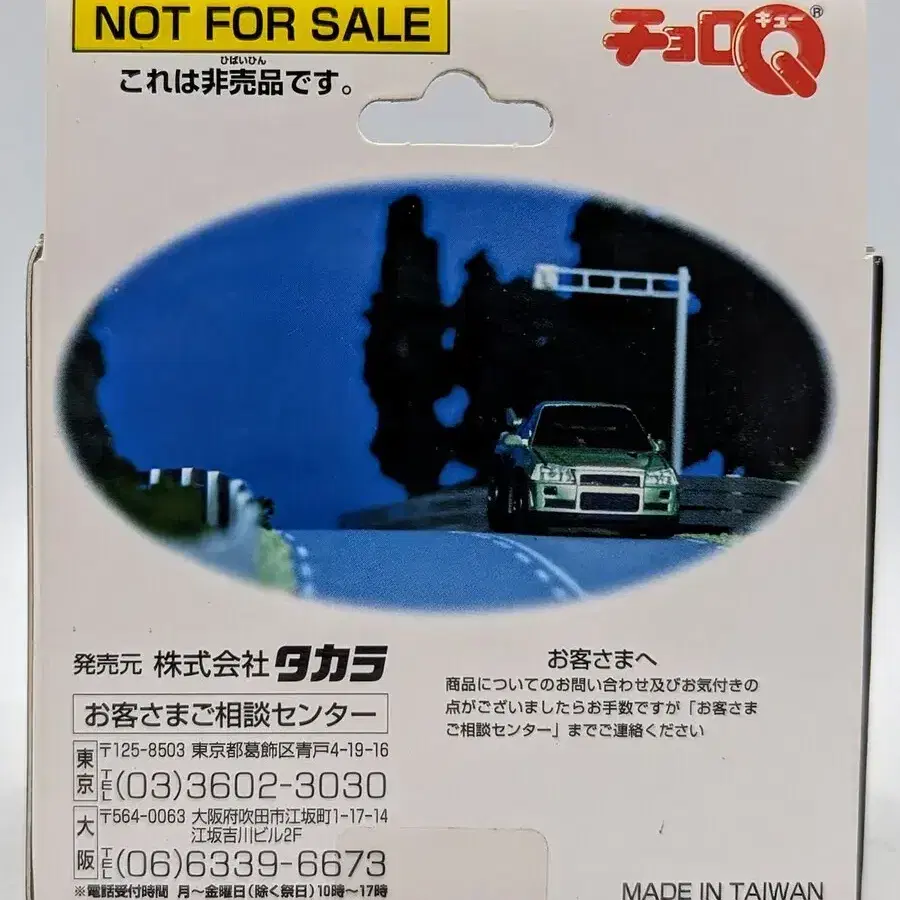 NOT FOR SALE
ひばいひん
これは非売品です。
チョロQ®
キュー
発売元 株式会社タカラ
お客さまご相談センター
東京
〒125-8503 東京都葛飾区青戸4-19-16
TEL(03)3602-3030
大阪
〒564-0063 大阪府吹田市江坂町1-17-14
江坂吉川ビル2F
TEL(06)6339-6673
※電話受付時間 月〜金曜日(除く祭日)10時〜17時
お客さまへ
商品についてのお問い合わせ及びお気付きの
点がございましたらお手数ですが「お客さま
ご相談センター」までご連絡ください
MADE IN TAIWAN